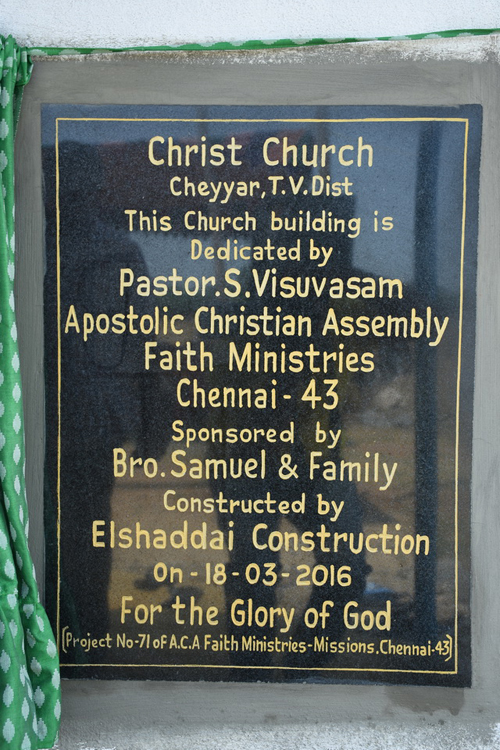 Christ Church
Cheyyar,T.V.Dist
This Church building is
Dedicated by
Pastor.S.Visuvasam
Apostolic Christian Assembly
Faith Ministries
Chennai - 43
Sponsored by
Bro.Samuel & Family
Constructed by
Elshaddai Construction
On - 18 - 03 - 2016
For the Glory of God
(Project No-71 of A.C.A Faith Ministries-Missions.Chennai-43)